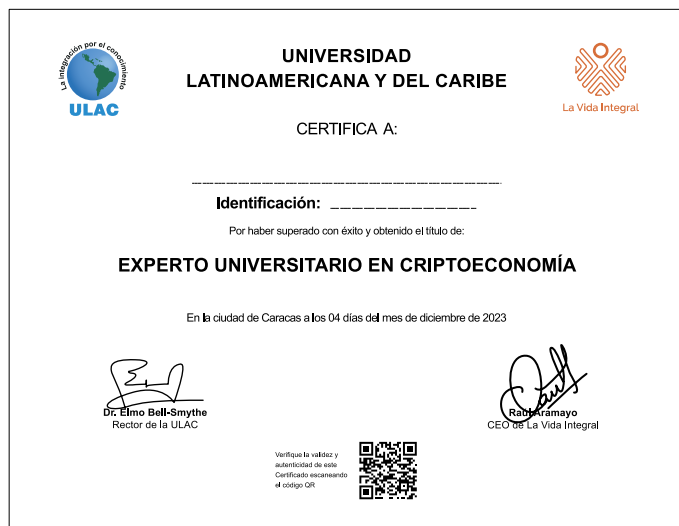 La integración por el conocimiento
ULAC
UNIVERSIDAD
LATINOAMERICANA Y DEL CARIBE
La Vida Integral
CERTIFICA A:
Identificación:
Por haber superado con éxito y obtenido el título de:
EXPERTO UNIVERSITARIO EN CRIPTOECONOMÍA
En la ciudad de Caracas a los 04 días del mes de diciembre de 2023
Dr. Elmo Bell-Smythe
Rector de la ULAC
Raúl Aramayo
CEO de La Vida Integral
Verifique la validez y
autenticidad de este
Certificado escaneando
el código QR